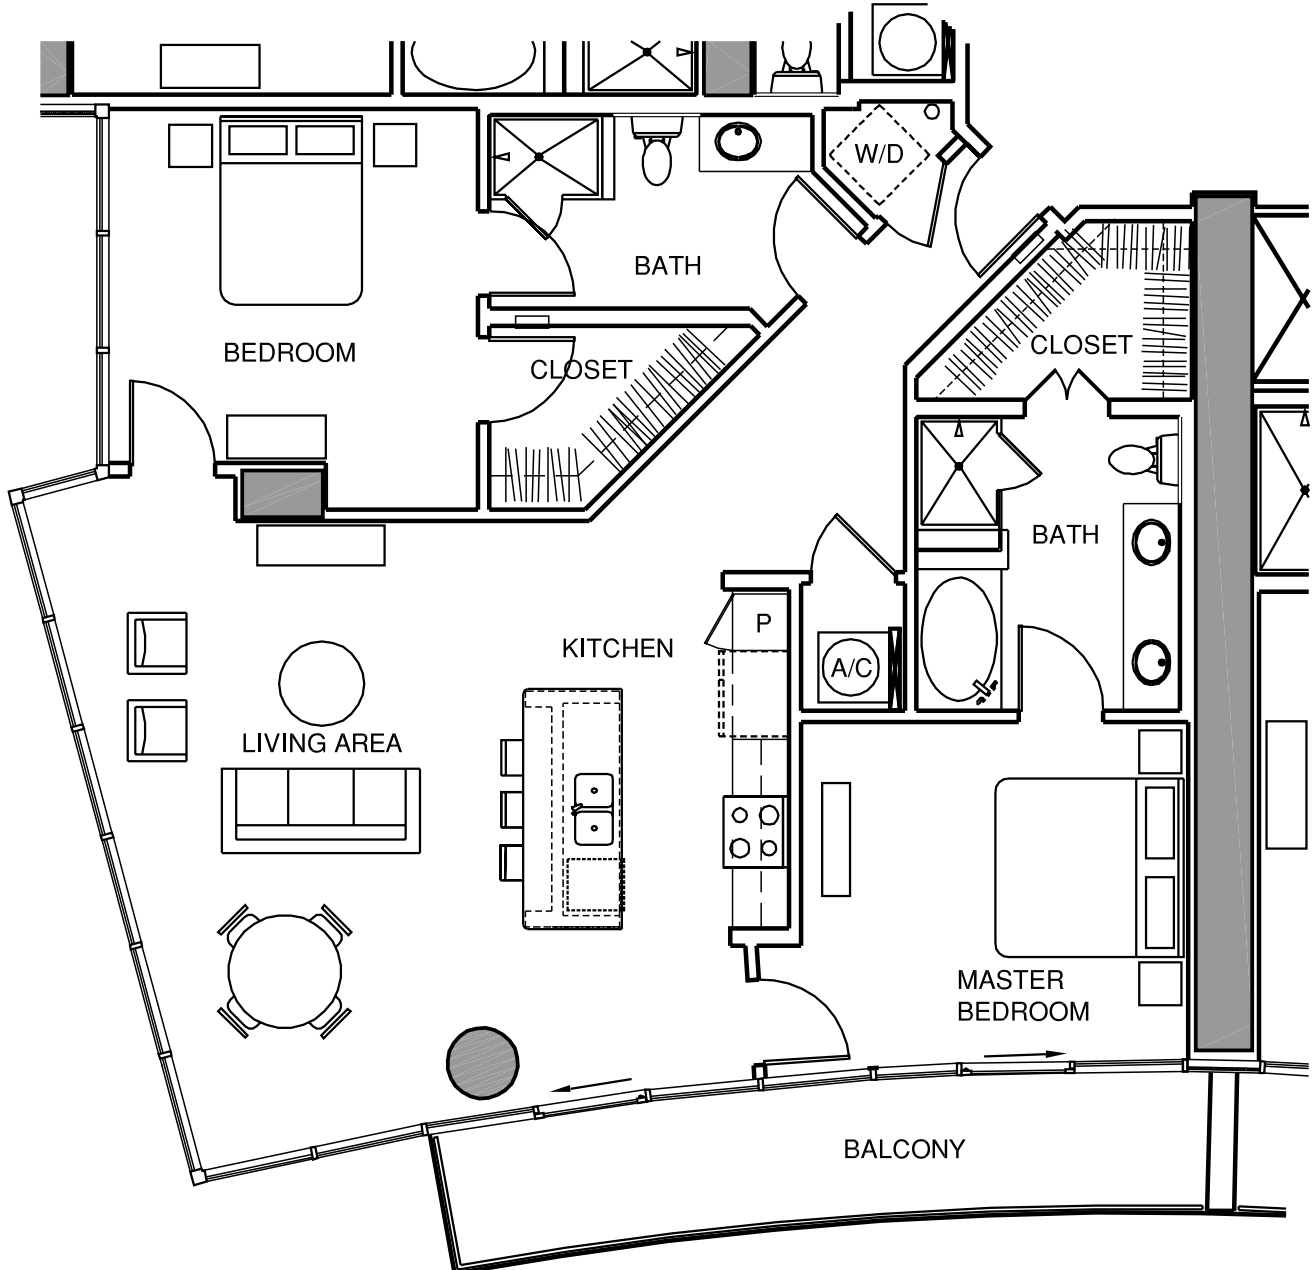 W/D
BATH
BEDROOM
CLOSET
CLOSET
BATH
KITCHEN
P
A/C
LIVING AREA
MASTER
BEDROOM
BALCONY